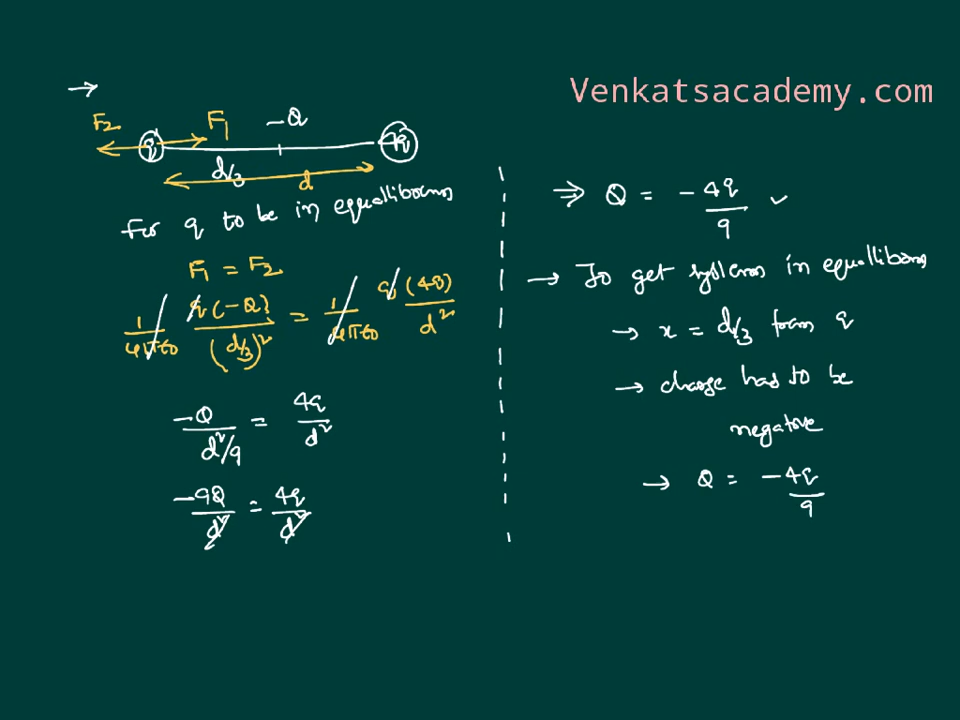 Venkatsacademy.com
→
F₂ F₁ -Q
q 4q
d/3 d
For q to be in equallibrium
F₁ = F₂
1/4πε₀ q(-Q)/(d/3)² = 1/4πε₀ q(4q)/d²
-Q/d²/9 = 4q/d²
-9Q/d² = 4q/d²
⇒ Q = -4q/9 ✓
→ To get system in equallibrium
→ x = d/3 from q
→ charge has to be
negative
→ Q = -4q/9